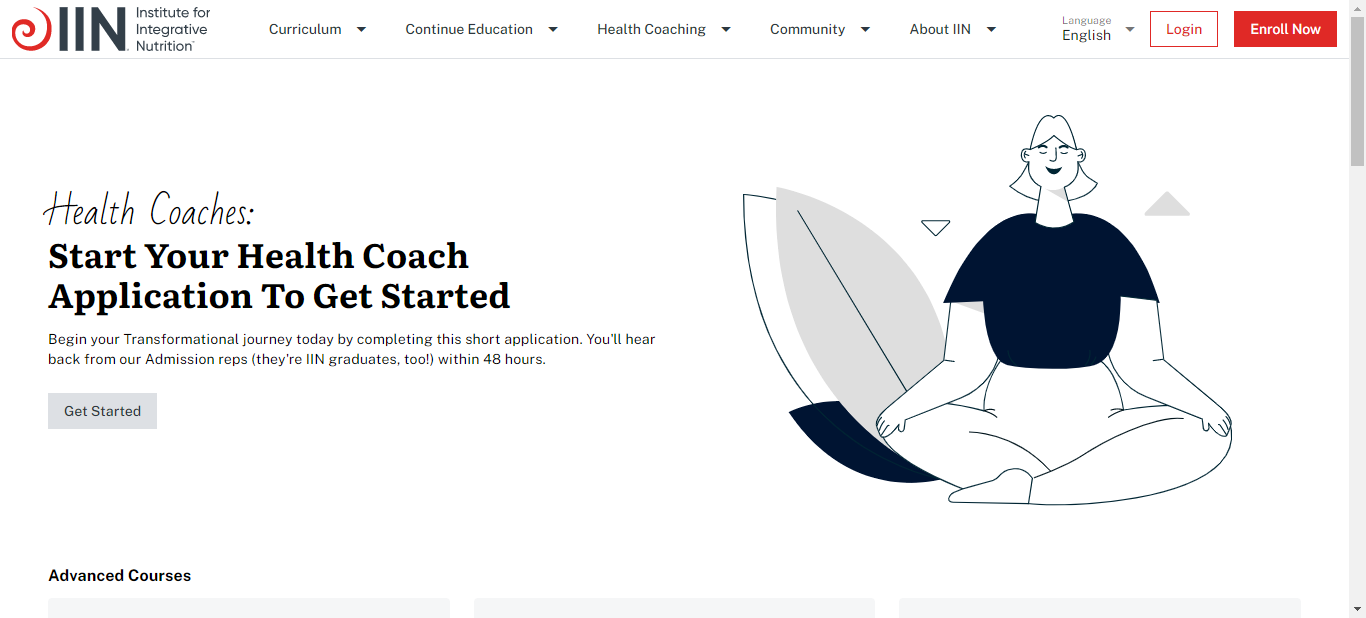 IIN
Institute for
Integrative
Nutrition
Curriculum
Continue Education
Health Coaching
Community
About IIN
Language
English
Login
Enroll Now
Health Coaches:
Start Your Health Coach
Application To Get Started
Begin your Transformational journey today by completing this short application. You'll hear
back from our Admission reps (they're IIN graduates, too!) within 48 hours.
Get Started
Advanced Courses